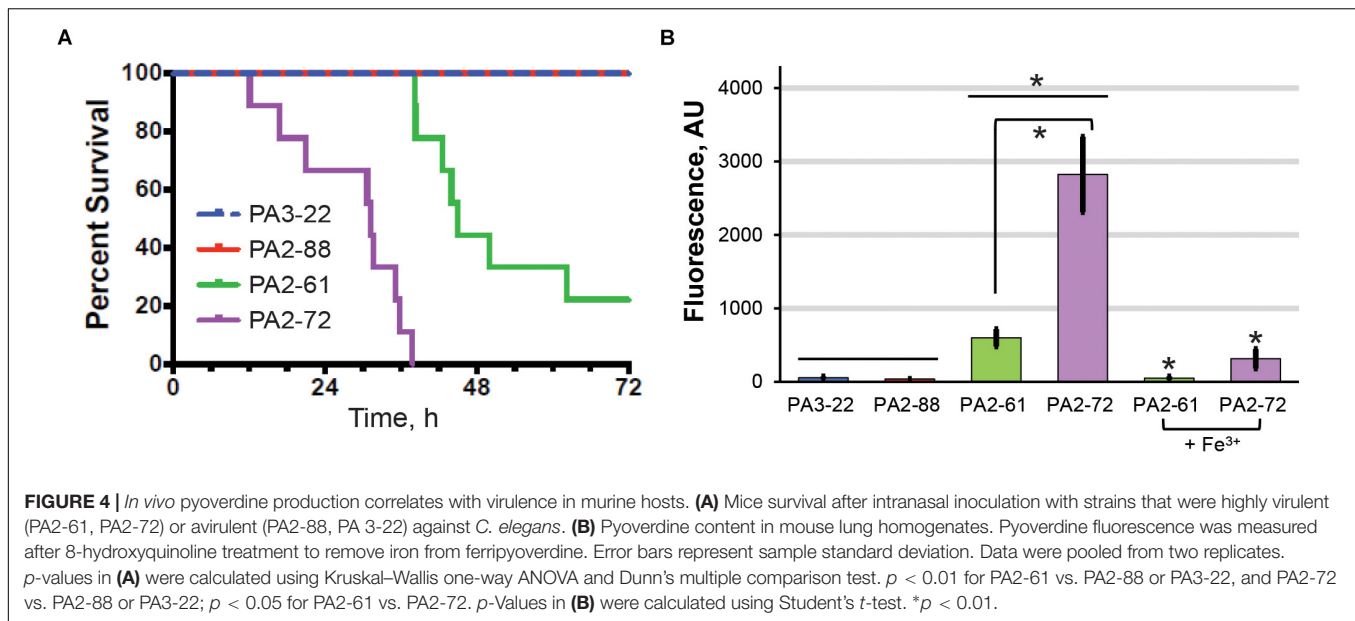 A
B
Percent Survival
100
80
60
40
20
0
PA3-22
PA2-88
PA2-61
PA2-72
0
24
48
72
Time, h
Fluorescence, AU
4000
3000
2000
1000
0
*
*
*
*
PA3-22 PA2-88 PA2-61 PA2-72 PA2-61 PA2-72
+ Fe³⁺
FIGURE 4 | In vivo pyoverdine production correlates with virulence in murine hosts. (A) Mice survival after intranasal inoculation with strains that were highly virulent
(PA2-61, PA2-72) or avirulent (PA2-88, PA 3-22) against C. elegans. (B) Pyoverdine content in mouse lung homogenates. Pyoverdine fluorescence was measured
after 8-hydroxyquinoline treatment to remove iron from ferripyoverdine. Error bars represent sample standard deviation. Data were pooled from two replicates.
p-values in (A) were calculated using Kruskal–Wallis one-way ANOVA and Dunn's multiple comparison test. p < 0.01 for PA2-61 vs. PA2-88 or PA3-22, and PA2-72
vs. PA2-88 or PA3-22; p < 0.05 for PA2-61 vs. PA2-72. p-Values in (B) were calculated using Student's t-test. *p < 0.01.